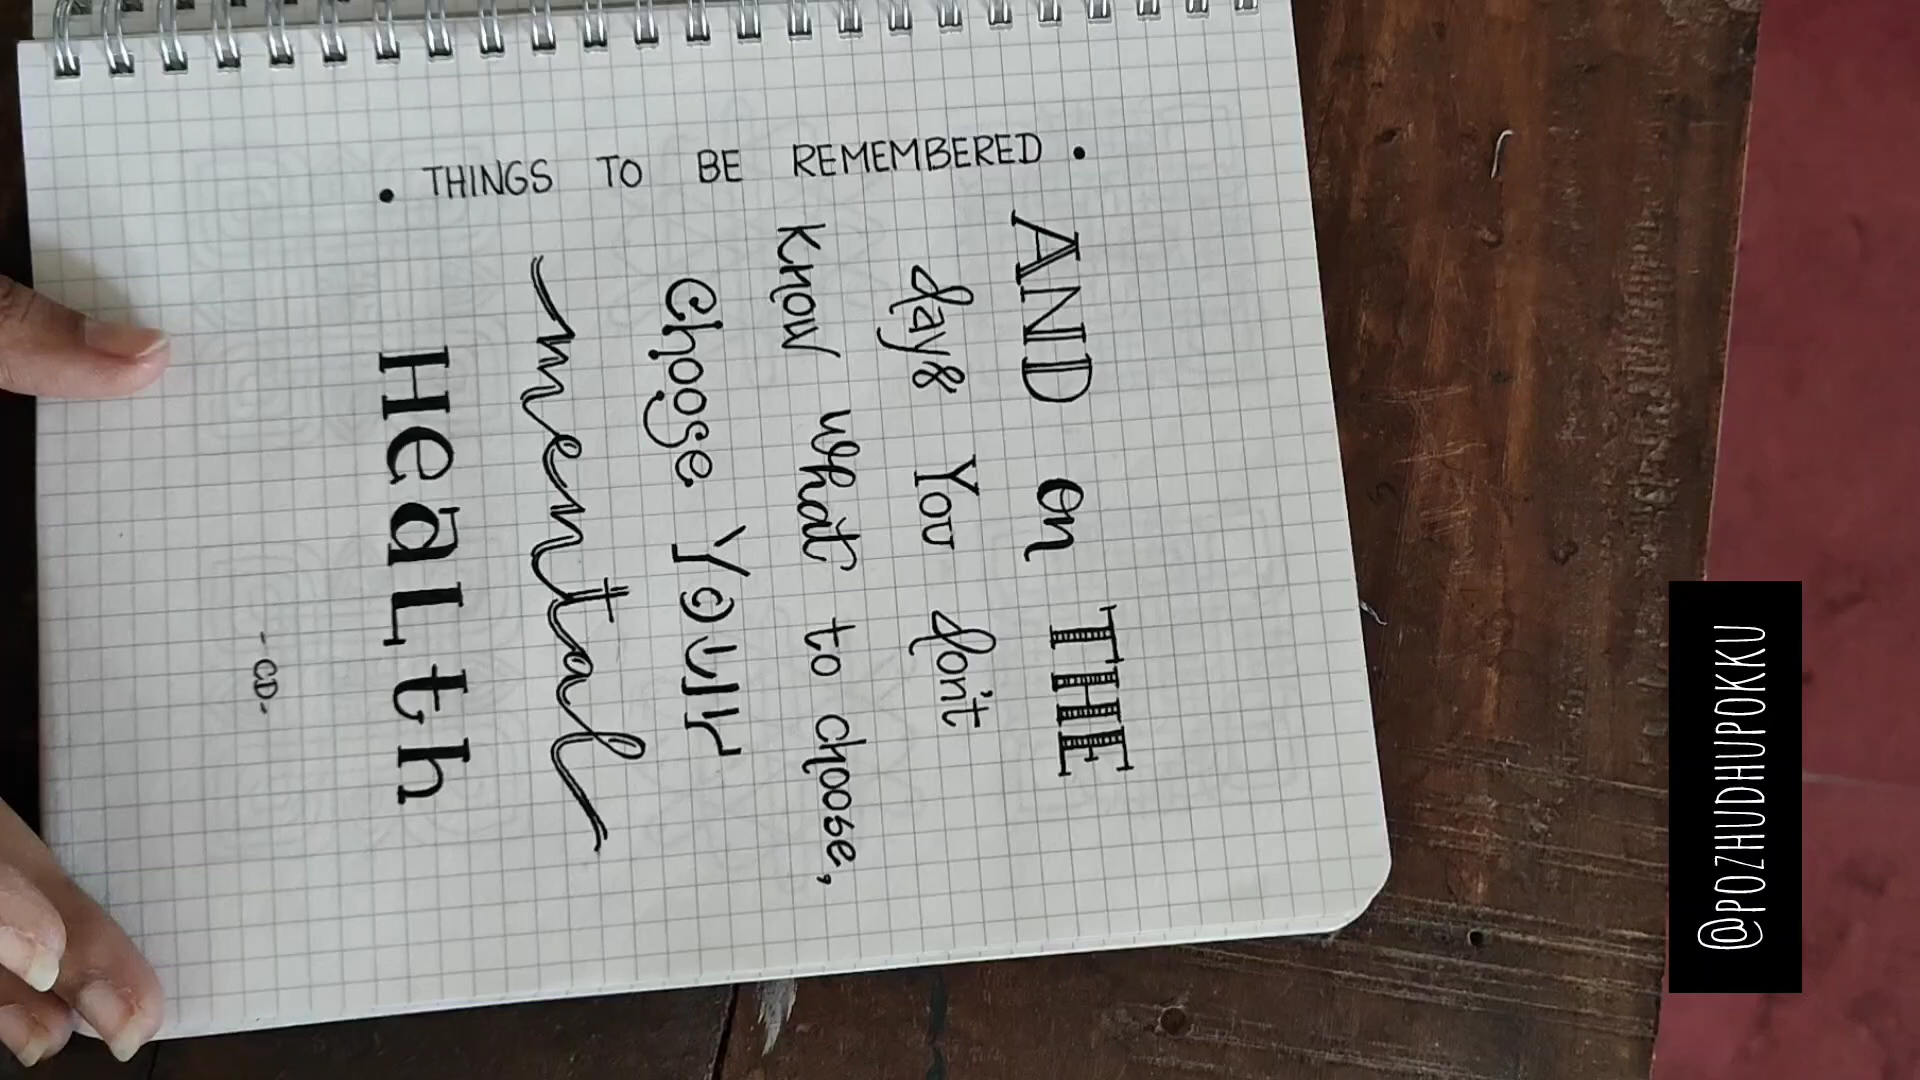 • THINGS TO BE REMEMBERED •
AND on THE
days You don't
know what to choose,
Choose Your
mental
HeaLth
- CD -
@POZHUDHUPOKKU